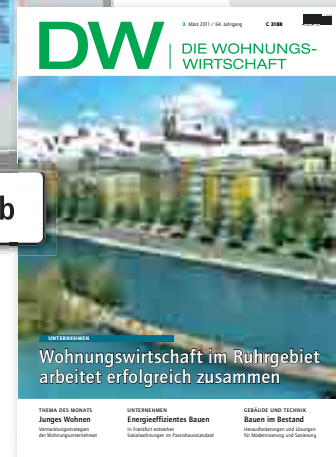 3 März 2011 / 64. Jahrgang C 3188
DW DIE WOHNUNGS-
WIRTSCHAFT
b
UNTERNEHMEN
Wohnungswirtschaft im Ruhrgebiet
arbeitet erfolgreich zusammen
THEMA DES MONATS
Junges Wohnen
Vermarktungsstrategien
der Wohnungsunternehmen
UNTERNEHMEN
Energieeffizientes Bauen
In Frankfurt entstehen
Sozialwohnungen im Passivhausstandard
GEBÄUDE UND TECHNIK
Bauen im Bestand
Herausforderungen und Lösungen
für Modernisierung und Sanierung